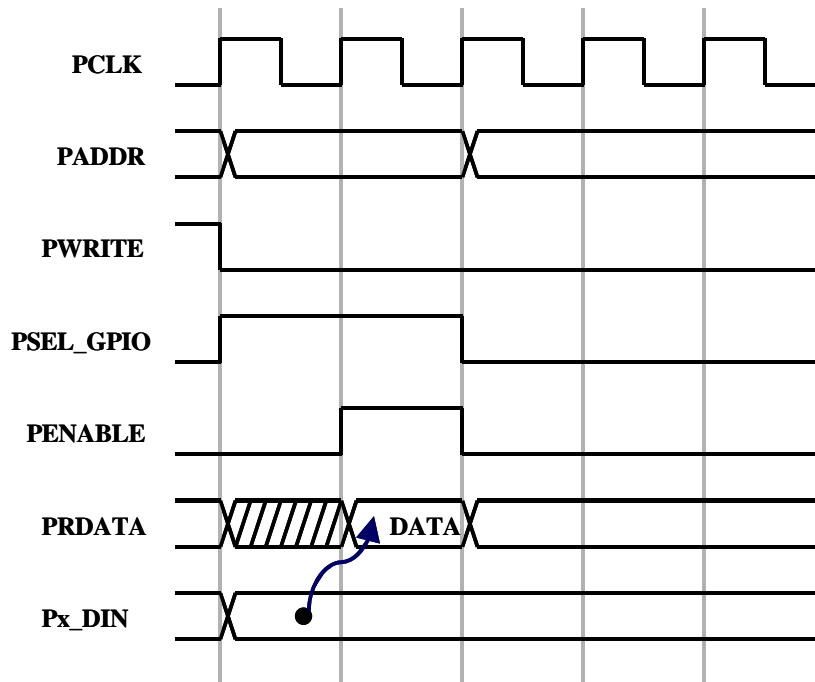 PCLK
PADDR
PWRITE
PSEL_GPIO
PENABLE
PRDATA DATA
Px_DIN